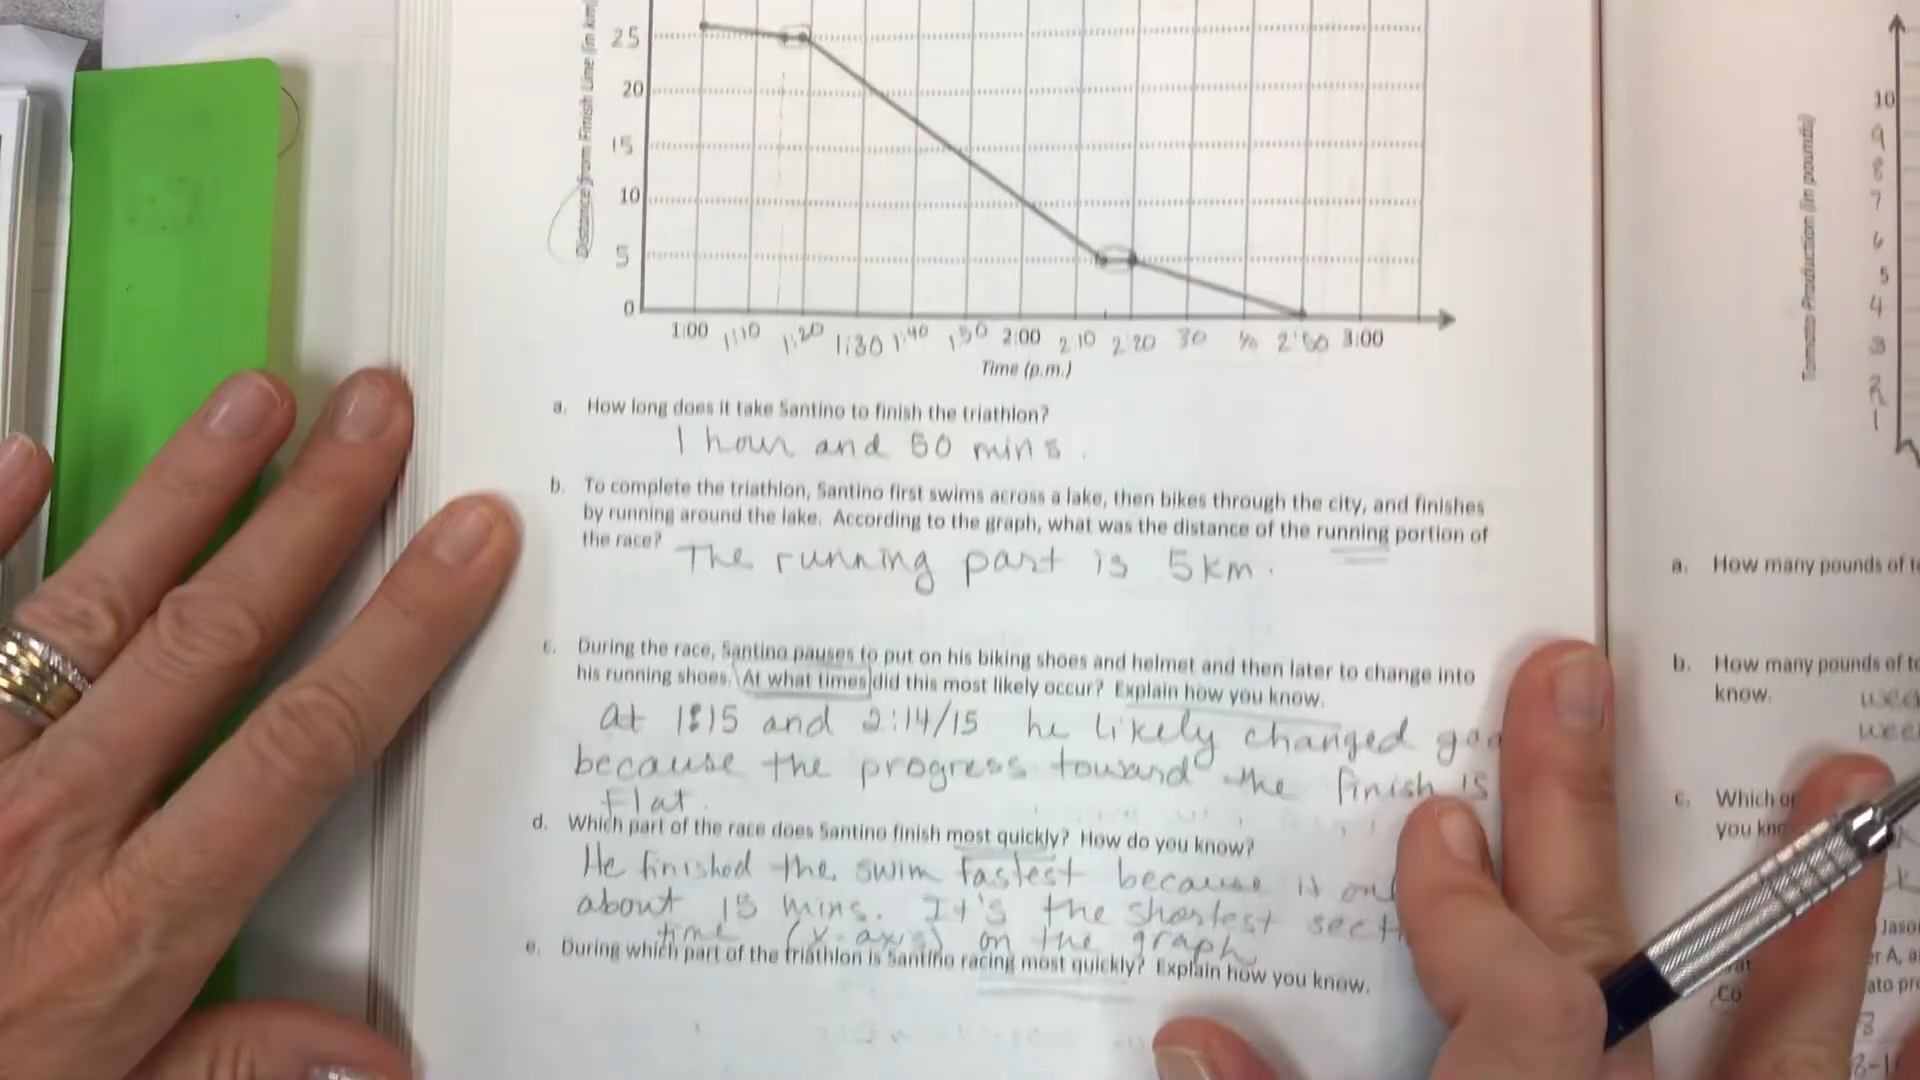 Distance from Finish Line (in km)
25
20
15
10
5
0
1:00 1:10 1:20 1:30 1:40 1:50 2:00 2:10 2:20 30 40 2:50 3:00
Time (p.m.)
a. How long does it take Santino to finish the triathlon?
1 hour and 50 mins.
b. To complete the triathlon, Santino first swims across a lake, then bikes through the city, and finishes
by running around the lake. According to the graph, what was the distance of the running portion of
the race?
The running part is 5km.
c. During the race, Santino pauses to put on his biking shoes and helmet and then later to change into
his running shoes. At what times did this most likely occur? Explain how you know.
At 1:15 and 2:14/15 he likely changed
because the progress toward the finish is
flat.
d. Which part of the race does Santino finish most quickly? How do you know?
He finished the swim fastest because it
about 15 mins. It's the shortest
time (x-axis) on the graph
e. During which part of the triathlon is Santino racing most quickly? Explain how you know.
Tomato Production (in pounds)
10
9
8
7
6
5
4
3
2
1
a. How many pounds of
b. How many pounds of
know.
c. Which
you